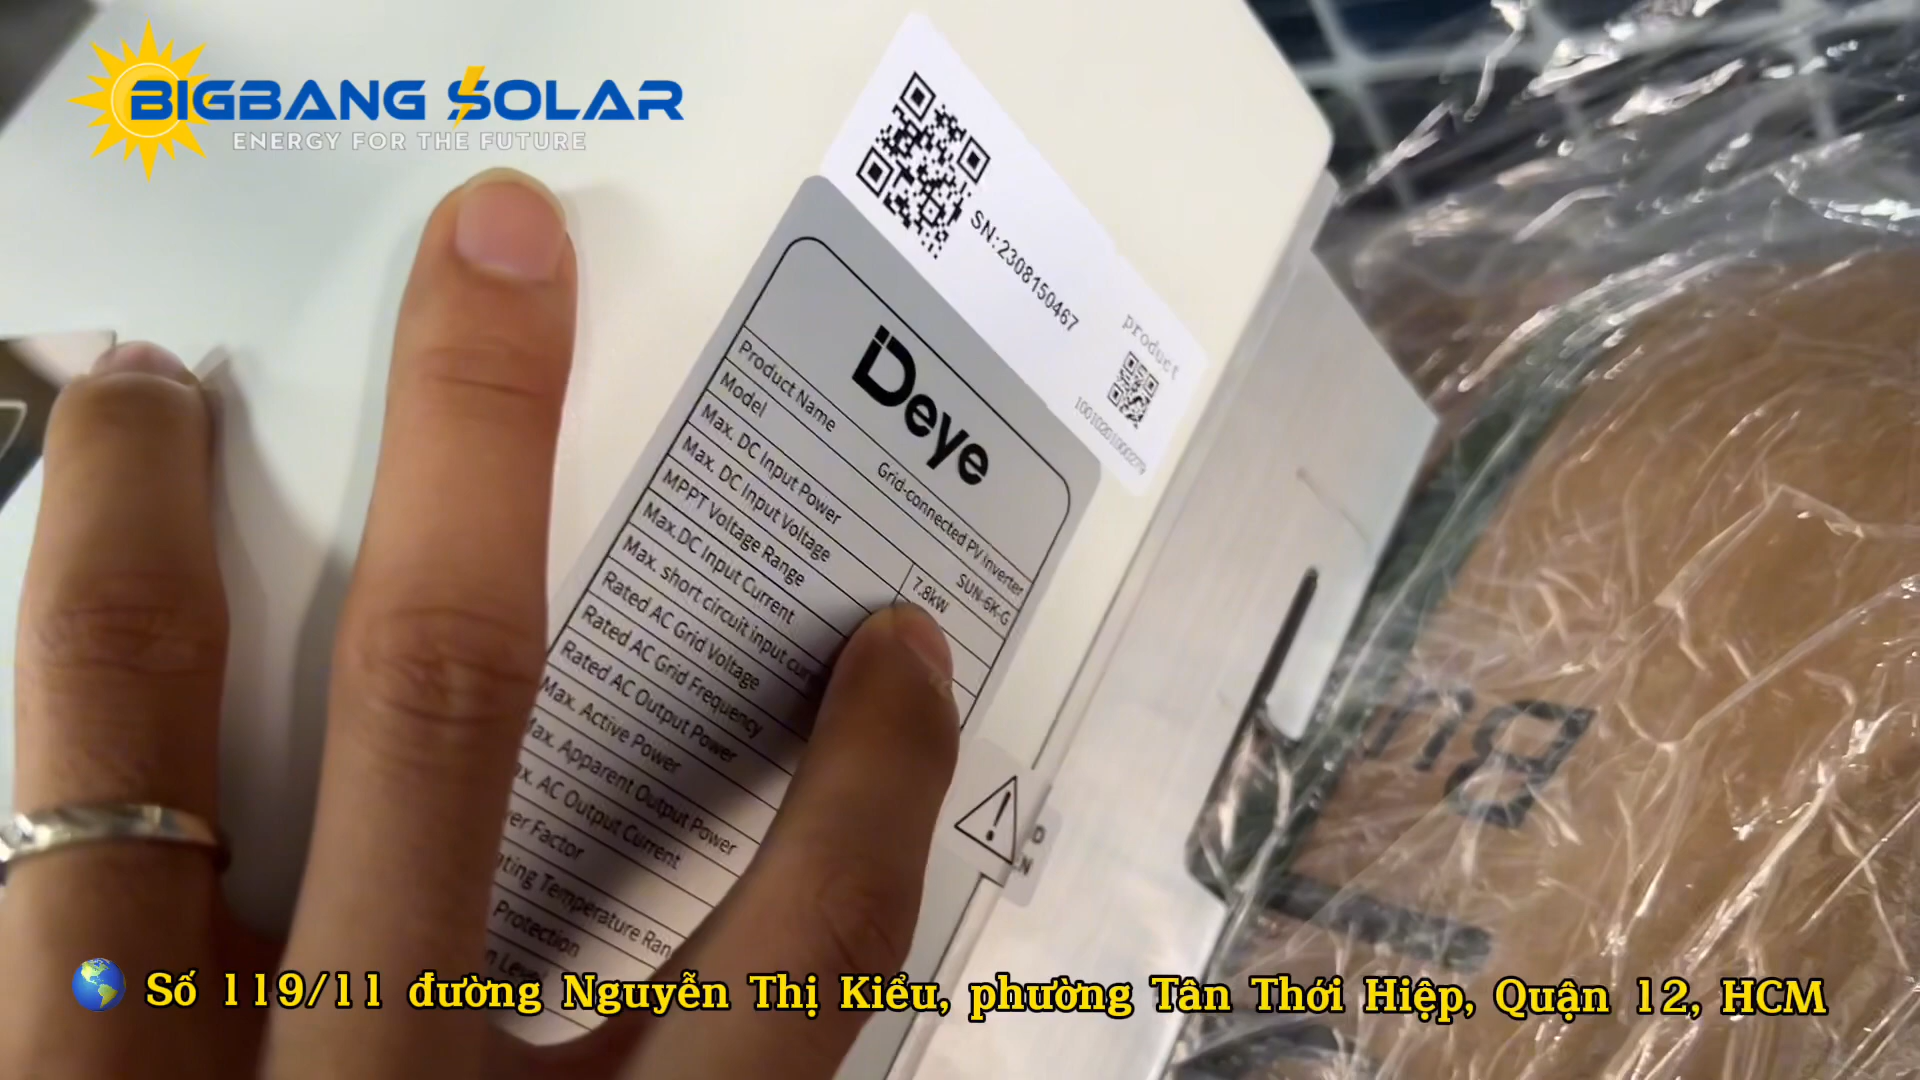 BIGBANG SOLAR
ENERGY FOR THE FUTURE
SN:2308150467
product
Deye
Product Name Grid-connected PV inverter
Model SUN-6K-G
Max. DC Input Power 7.8kW
Max. DC Input Voltage
MPPT Voltage Range
Max.DC Input Current
Max. short circuit input
Rated AC Grid Voltage
Rated AC Grid Frequency
Rated AC Output Power
Max. Active Power
Max. Apparent Output Power
AC Output Current
Factor
Temperature
Protection
Số 119/11 đường Nguyễn Thị Kiểu, phường Tân Thới Hiệp, Quận 12, HCM